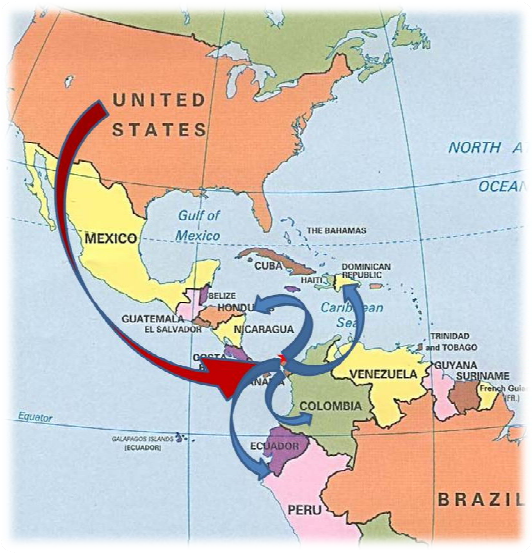 UNITED
STATES
NORTH A
OCEAN
Gulf of
Mexico
THE BAHAMAS
MEXICO
CUBA
DOMINICAN
REPUBLIC
HAITI
BELIZE
HONDU
Caribbean
Sea
GUATEMALA
EL SALVADOR
NICARAGUA
TRINIDAD
and TOBAGO
COSTA
GUYANA
SURINAME
VENEZUELA
French Gui
(FR.)
COLOMBIA
Equator
GALAPAGOS ISLANDS
(ECUADOR)
ECUADOR
PERU
BRAZIL